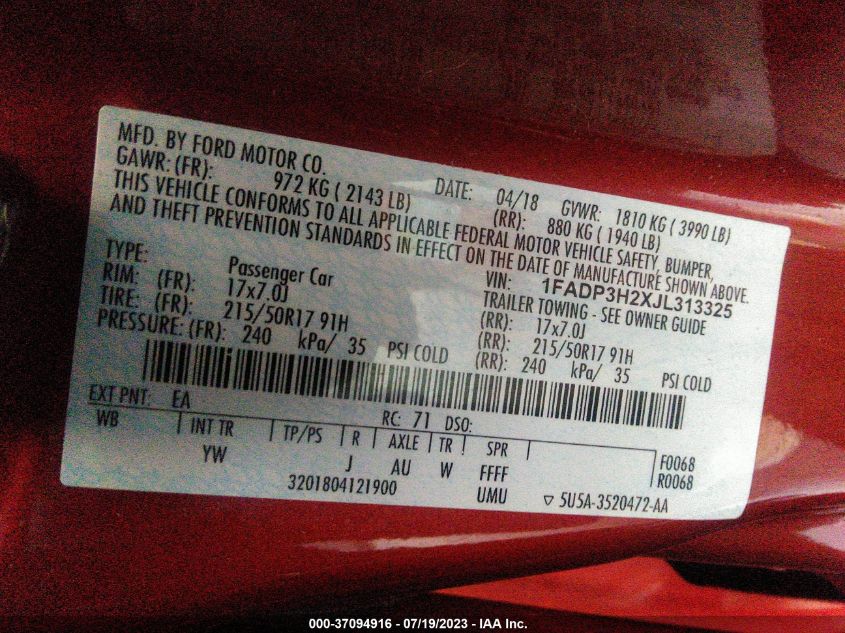 MFD. BY FORD MOTOR CO.
DATE: 04/18 GVWR: 1810 KG ( 3990 LB)
GAWR: (FR): 972 KG ( 2143 LB) (RR): 880 KG ( 1940 LB)
THIS VEHICLE CONFORMS TO ALL APPLICABLE FEDERAL MOTOR VEHICLE SAFETY, BUMPER,
AND THEFT PREVENTION STANDARDS IN EFFECT ON THE DATE OF MANUFACTURE SHOWN ABOVE.
VIN: 1FADP3H2XJL313325
TYPE: Passenger Car TRAILER TOWING - SEE OWNER GUIDE
RIM: (FR): 17x7.0J (RR): 17x7.0J
TIRE: (FR): 215/50R17 91H (RR): 215/50R17 91H
PRESSURE: (FR): 240 kPa/ 35 PSI COLD (RR): 240 kPa/ 35 PSI COLD
EXT PNT: EA RC: 71 DSO:
WB INT TR TP/PS R AXLE TR SPR F0068
YW J AU W FFFF R0068
3201804121900 UMU ▽ 5U5A-3520472-AA
000-37094916 - 07/19/2023 - IAA Inc.